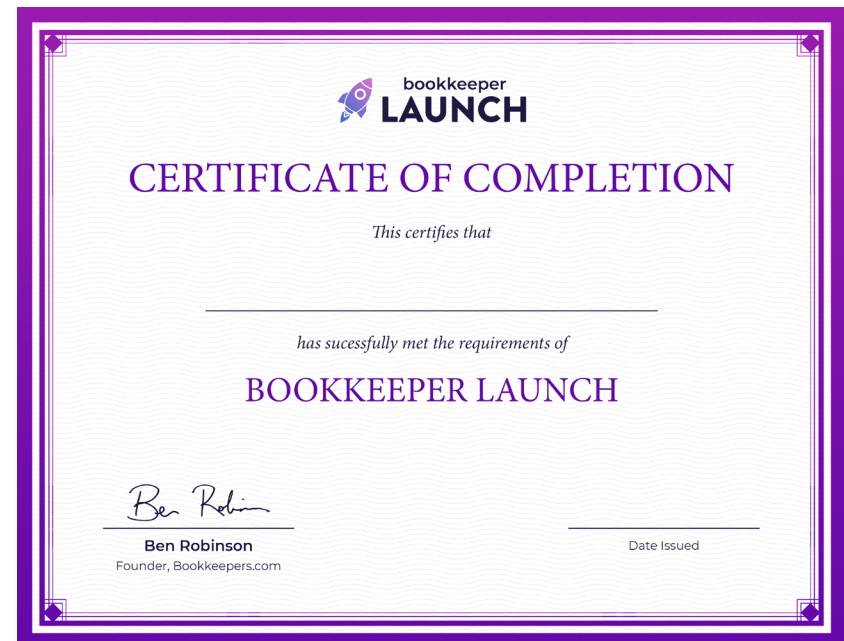 bookkeeper
LAUNCH
CERTIFICATE OF COMPLETION
This certifies that
has sucessfully met the requirements of
BOOKKEEPER LAUNCH
Ben Robinson
Ben Robinson
Founder, Bookkeepers.com
Date Issued